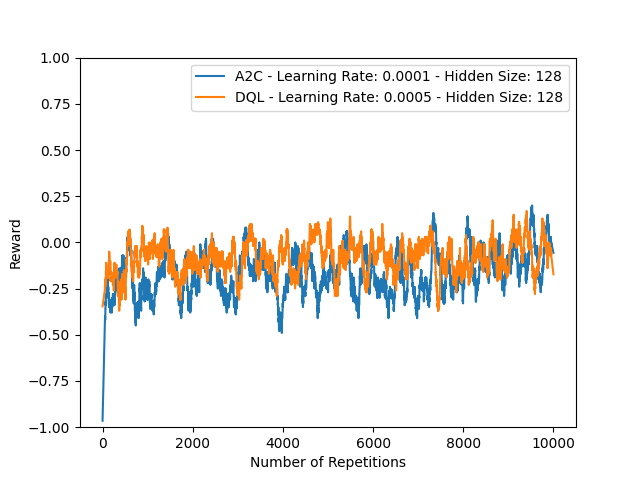 1.00
0.75
0.50
0.25
0.00
−0.25
−0.50
−0.75
−1.00
Reward
A2C - Learning Rate: 0.0001 - Hidden Size: 128
DQL - Learning Rate: 0.0005 - Hidden Size: 128
0 2000 4000 6000 8000 10000
Number of Repetitions